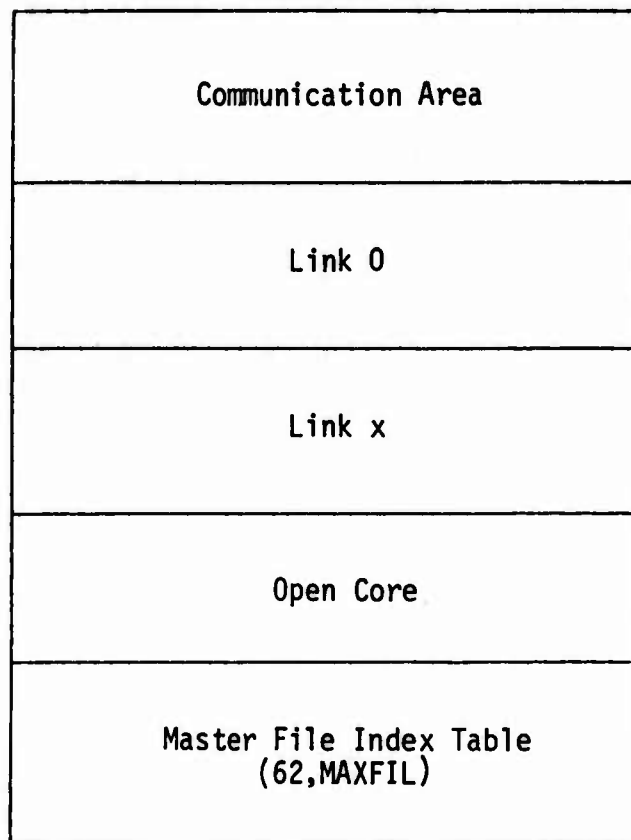 Communication Area
Link 0
Link x
Open Core
Master File Index Table
(62,MAXFIL)